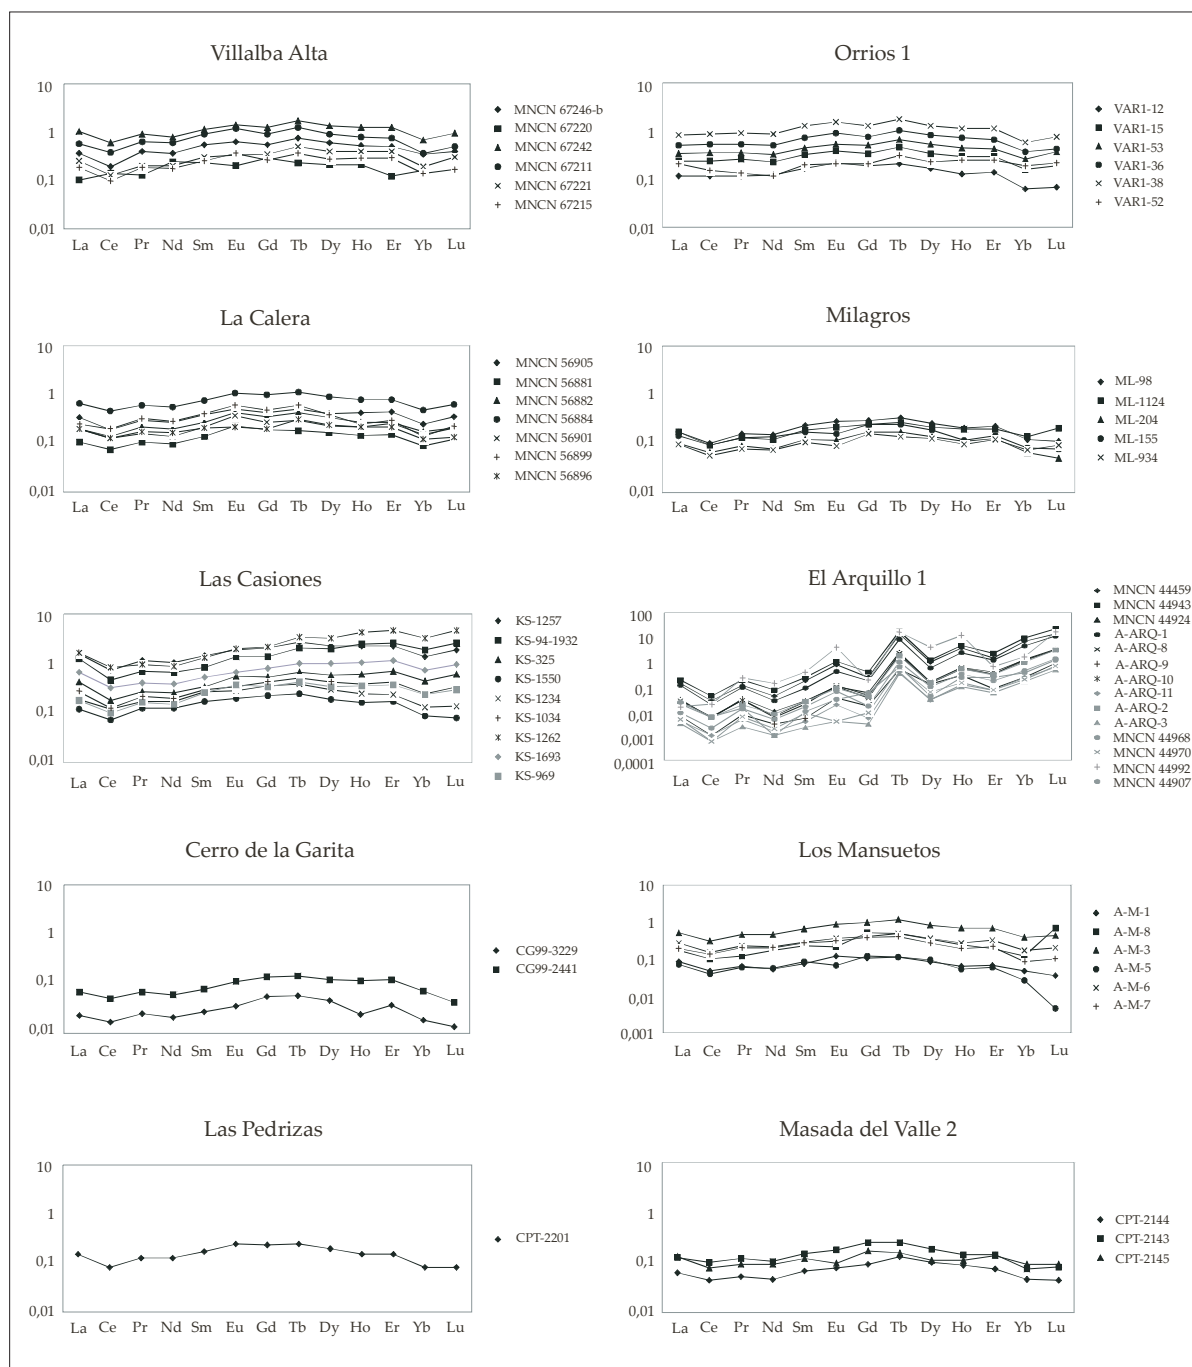 Villalba Alta
10
1
0,1
0,01
La Ce Pr Nd Sm Eu Gd Tb Dy Ho Er Yb Lu
MNCN 67246-b
MNCN 67220
MNCN 67242
MNCN 67211
MNCN 67221
MNCN 67215
Orrios 1
10
1
0,1
0,01
La Ce Pr Nd Sm Eu Gd Tb Dy Ho Er Yb Lu
VAR1-12
VAR1-15
VAR1-53
VAR1-36
VAR1-38
VAR1-52
La Calera
10
1
0,1
0,01
La Ce Pr Nd Sm Eu Gd Tb Dy Ho Er Yb Lu
MNCN 56905
MNCN 56881
MNCN 56882
MNCN 56884
MNCN 56901
MNCN 56899
MNCN 56896
Milagros
10
1
0,1
0,01
La Ce Pr Nd Sm Eu Gd Tb Dy Ho Er Yb Lu
ML-98
ML-1124
ML-204
ML-155
ML-934
Las Casiones
10
1
0,1
0,01
La Ce Pr Nd Sm Eu Gd Tb Dy Ho Er Yb Lu
KS-1257
KS-94-1932
KS-325
KS-1550
KS-1234
KS-1034
KS-1262
KS-1693
KS-969
El Arquillo 1
100
10
1
0,1
0,01
0,001
0,0001
La Ce Pr Nd Sm Eu Gd Tb Dy Ho Er Yb Lu
MNCN 44459
MNCN 44943
MNCN 44924
A-ARQ-1
A-ARQ-8
A-ARQ-9
A-ARQ-10
A-ARQ-11
A-ARQ-2
A-ARQ-3
MNCN 44968
MNCN 44970
MNCN 44992
MNCN 44907
Cerro de la Garita
10
1
0,1
0,01
La Ce Pr Nd Sm Eu Gd Tb Dy Ho Er Yb Lu
CG99-3229
CG99-2441
Los Mansuetos
10
1
0,1
0,01
0,001
La Ce Pr Nd Sm Eu Gd Tb Dy Ho Er Yb Lu
A-M-1
A-M-8
A-M-3
A-M-5
A-M-6
A-M-7
Las Pedrizas
10
1
0,1
0,01
La Ce Pr Nd Sm Eu Gd Tb Dy Ho Er Yb Lu
CPT-2201
Masada del Valle 2
10
1
0,1
0,01
La Ce Pr Nd Sm Eu Gd Tb Dy Ho Er Yb Lu
CPT-2144
CPT-2143
CPT-2145